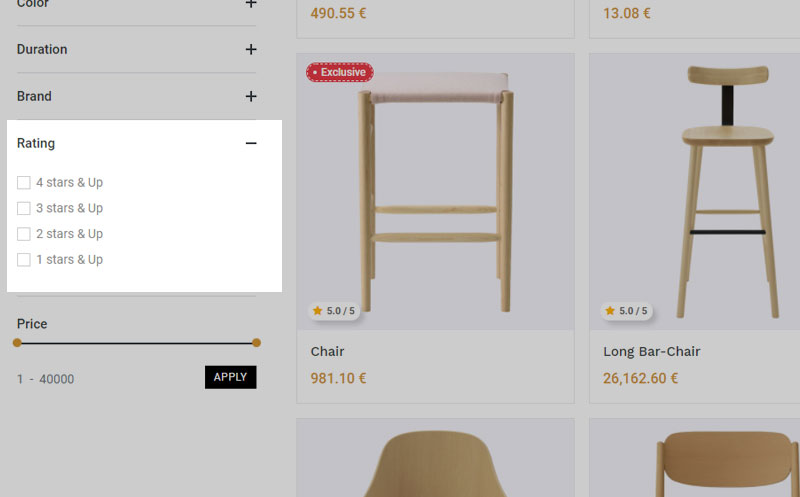 Color
Duration
Brand
Rating
4 stars & Up
3 stars & Up
2 stars & Up
1 stars & Up
Price
1 - 40000
APPLY
490.55 €
13.08 €
Exclusive
5.0 / 5
5.0 / 5
Chair
Long Bar-Chair
981.10 €
26,162.60 €